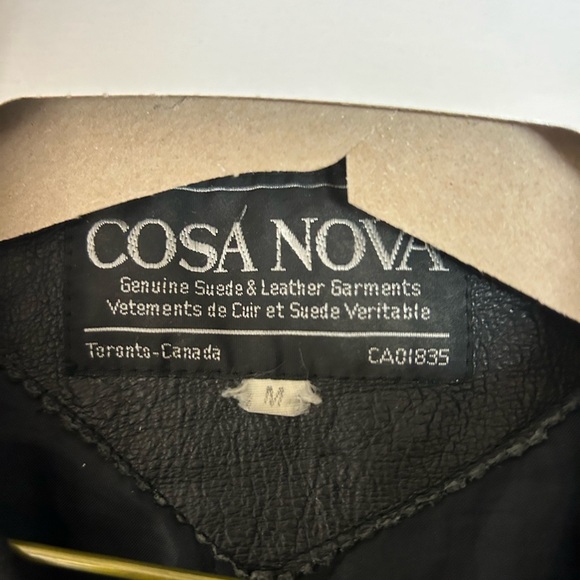 COSA NOVA
Genuine Suede & Leather Garments
Vetements de Cuir et Suede Veritable
Toronto-Canada CA01835
M